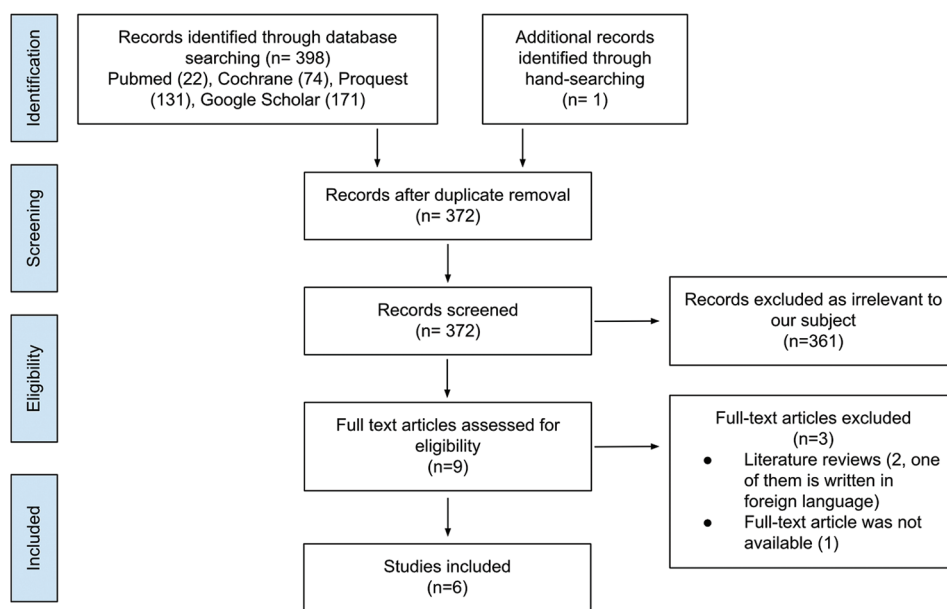 Identification
Records identified through database
searching (n= 398)
Pubmed (22), Cochrane (74), Proquest
(131), Google Scholar (171)
Additional records
identified through
hand-searching
(n= 1)
Screening
Records after duplicate removal
(n= 372)
Records screened
(n= 372)
Records excluded as irrelevant to
our subject
(n=361)
Eligibility
Full text articles assessed for
eligibility
(n=9)
Full-text articles excluded
(n=3)
● Literature reviews (2, one
of them is written in
foreign language)
● Full-text article was not
available (1)
Included
Studies included
(n=6)